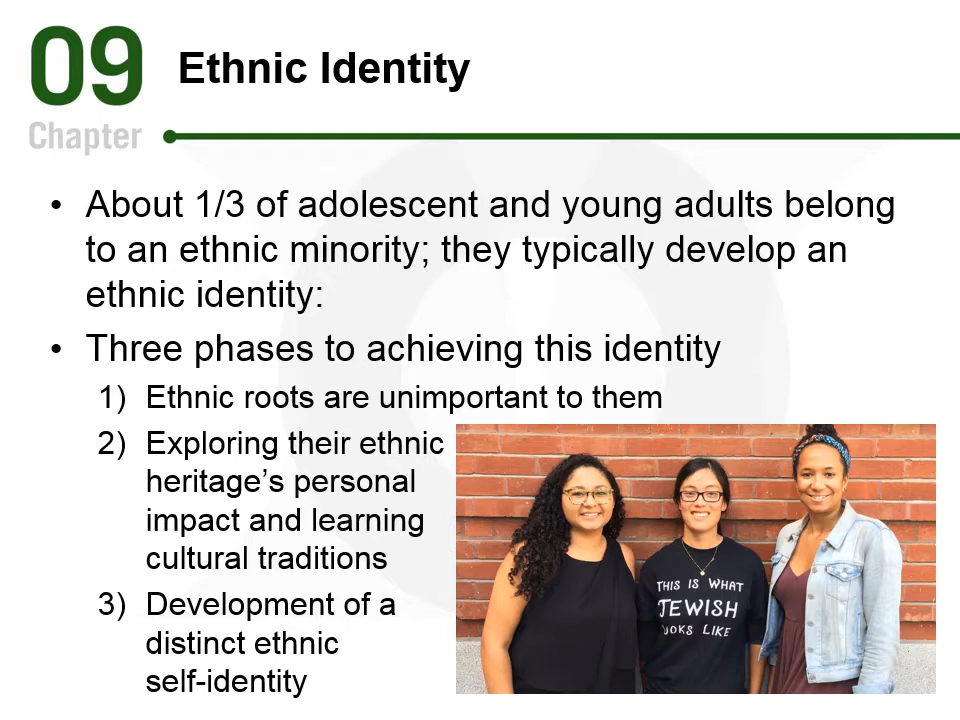 09
Chapter
Ethnic Identity
• About 1/3 of adolescent and young adults belong
to an ethnic minority; they typically develop an
ethnic identity:
• Three phases to achieving this identity
1) Ethnic roots are unimportant to them
2) Exploring their ethnic
heritage’s personal
impact and learning
cultural traditions
3) Development of a
distinct ethnic
self-identity
THIS IS WHAT
JEWISH
LOOKS LIKE